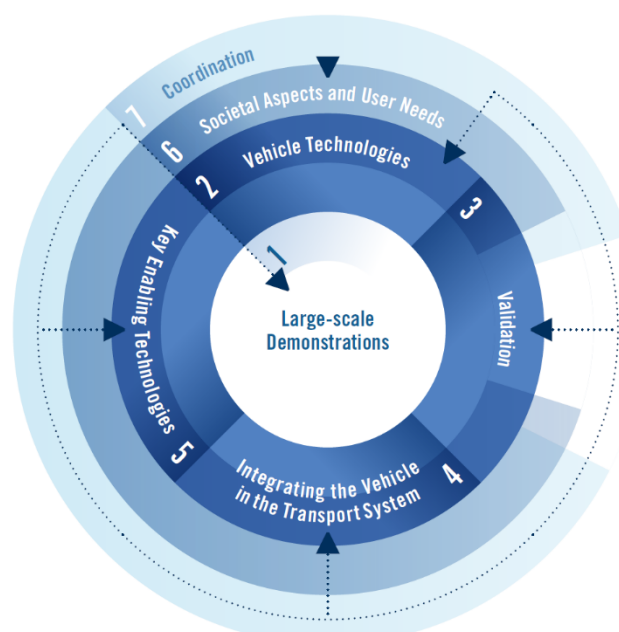 7 Coordination
6 Societal Aspects and User Needs
2 Vehicle Technologies
3 Validation
1
Large-scale
Demonstrations
5 Key Enabling Technologies
4 Integrating the Vehicle
in the Transport System